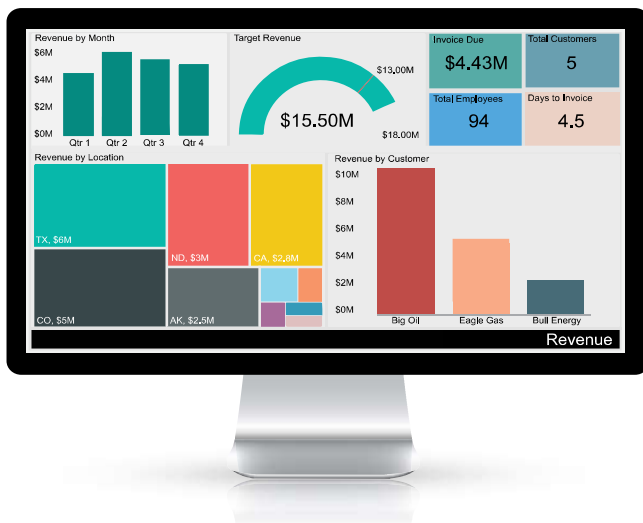 Revenue by Month
$6M
$4M
$2M
$0M
Qtr 1 Qtr 2 Qtr 3 Qtr 4
Target Revenue
$13.00M
$15.50M
$18.00M
Invoice Due
$4.43M
Total Customers
5
Total Employees
94
Days to Invoice
4.5
Revenue by Location
TX, $6M
ND, $3M
CA, $2.8M
CO, $5M
AK, $2.5M
Revenue by Customer
$10M
$8M
$6M
$4M
$2M
$0M
Big Oil Eagle Gas Bull Energy
Revenue